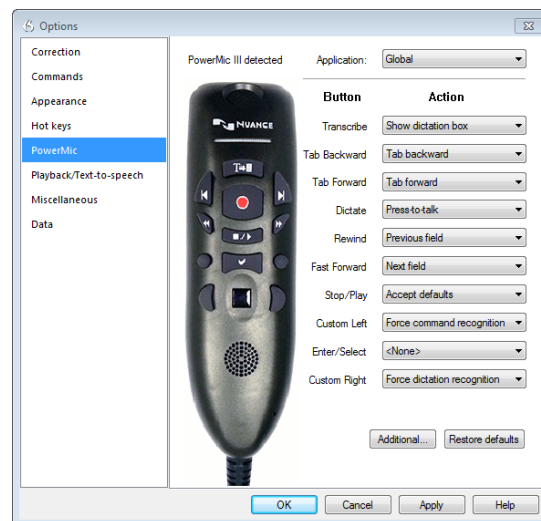 Options
Correction
Commands
Appearance
Hot keys
PowerMic
Playback/Text-to-speech
Miscellaneous
Data
PowerMic III detected
Application: Global
Button Action
NUANCE
Transcribe Show dictation box
Tab Backward Tab backward
Tab Forward Tab forward
Dictate Press-to-talk
Rewind Previous field
Fast Forward Next field
Stop/Play Accept defaults
Custom Left Force command recognition
Enter/Select <None>
Custom Right Force dictation recognition
T
Additional... Restore defaults
OK Cancel Apply Help